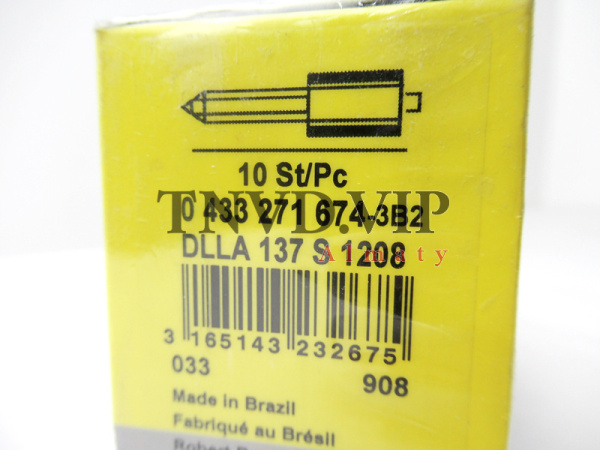 10 St/Pc
TNVD.VIP
0 433 271 674-3B2
DLLA 137 S 1208
Almaty
3 165143 232675
033 908
Made in Brazil
Fabriqué au Brésil
Robert